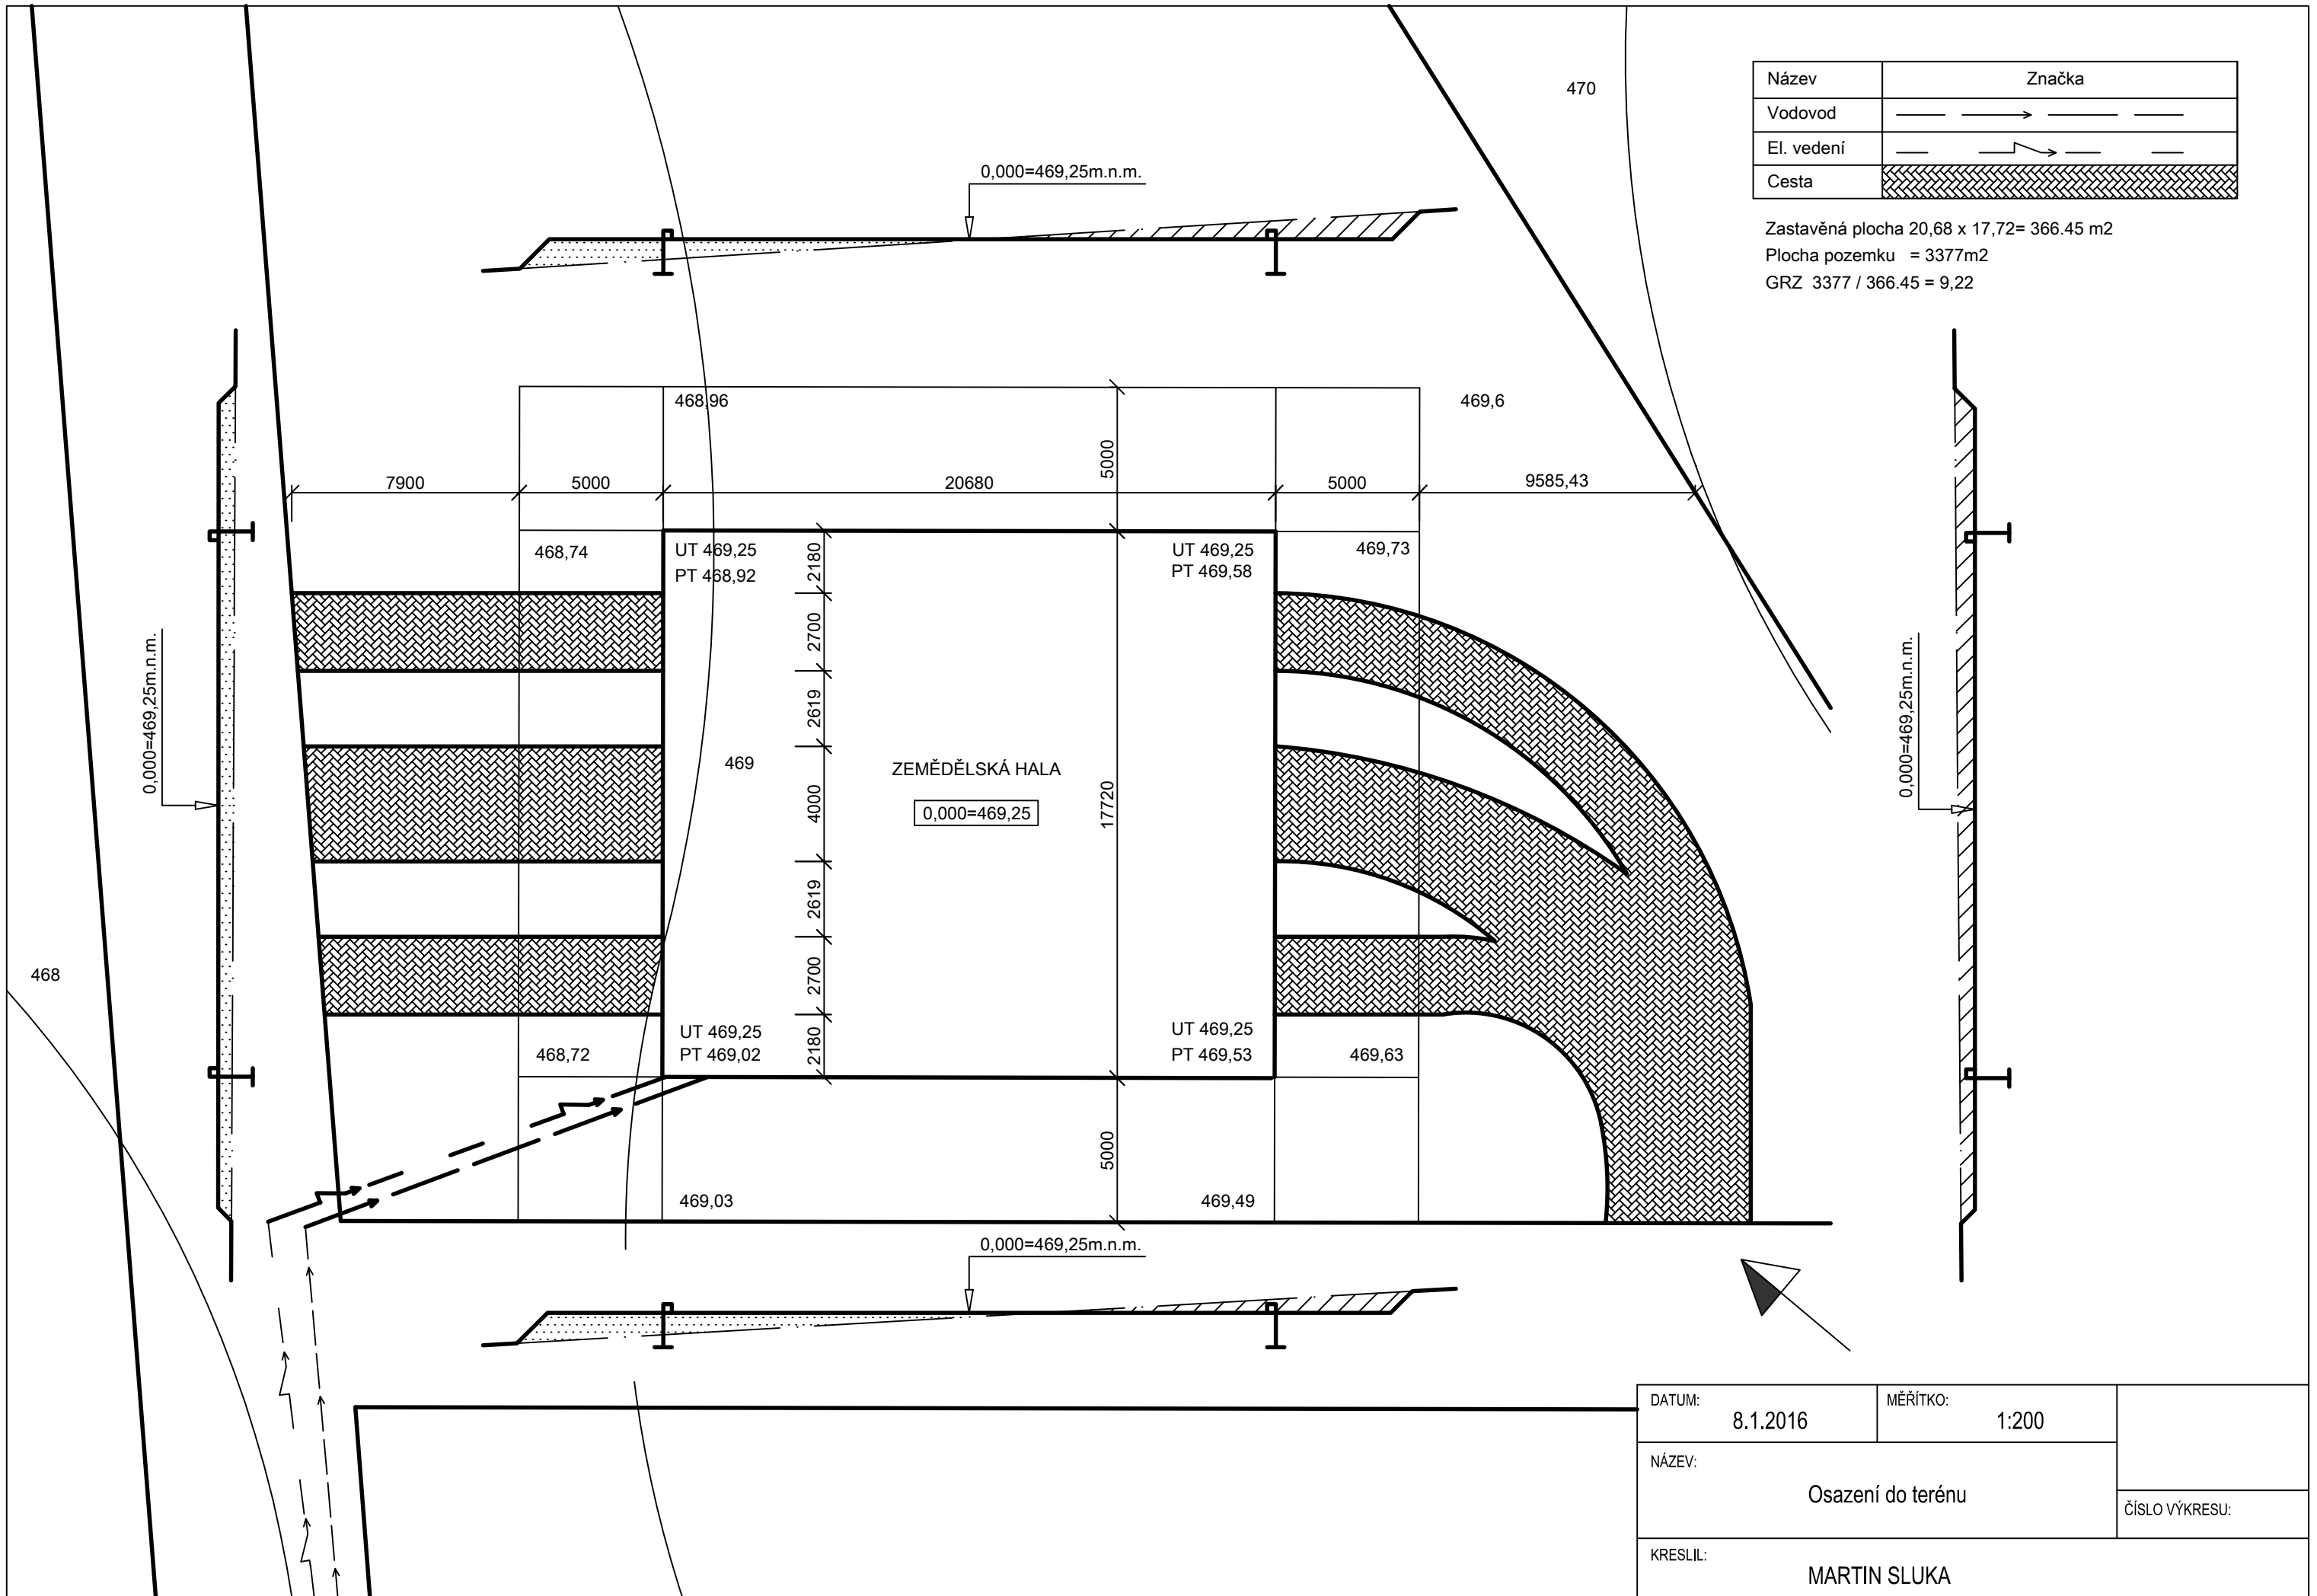 470
Název
Značka
Vodovod
El. vedení
Cesta
0,000=469,25m.n.m.
Zastavěná plocha 20,68 x 17,72= 366.45 m2
Plocha pozemku = 3377m2
GRZ 3377 / 366.45 = 9,22
468,96
469,6
7900
5000
20680
5000
5000
9585,43
468,74
UT 469,25
PT 468,92
2180
UT 469,25
PT 469,58
469,73
2700
2619
0,000=469,25m.n.m.
0,000=469,25m.n.m.
469
ZEMĚDĚLSKÁ HALA
0,000=469,25
4000
17720
2619
468
2700
468,72
UT 469,25
PT 469,02
2180
UT 469,25
PT 469,53
469,63
5000
469,03
469,49
0,000=469,25m.n.m.
DATUM:
8.1.2016
MĚŘÍTKO:
1:200
NÁZEV:
Osazení do terénu
ČÍSLO VÝKRESU:
KRESLIL:
MARTIN SLUKA